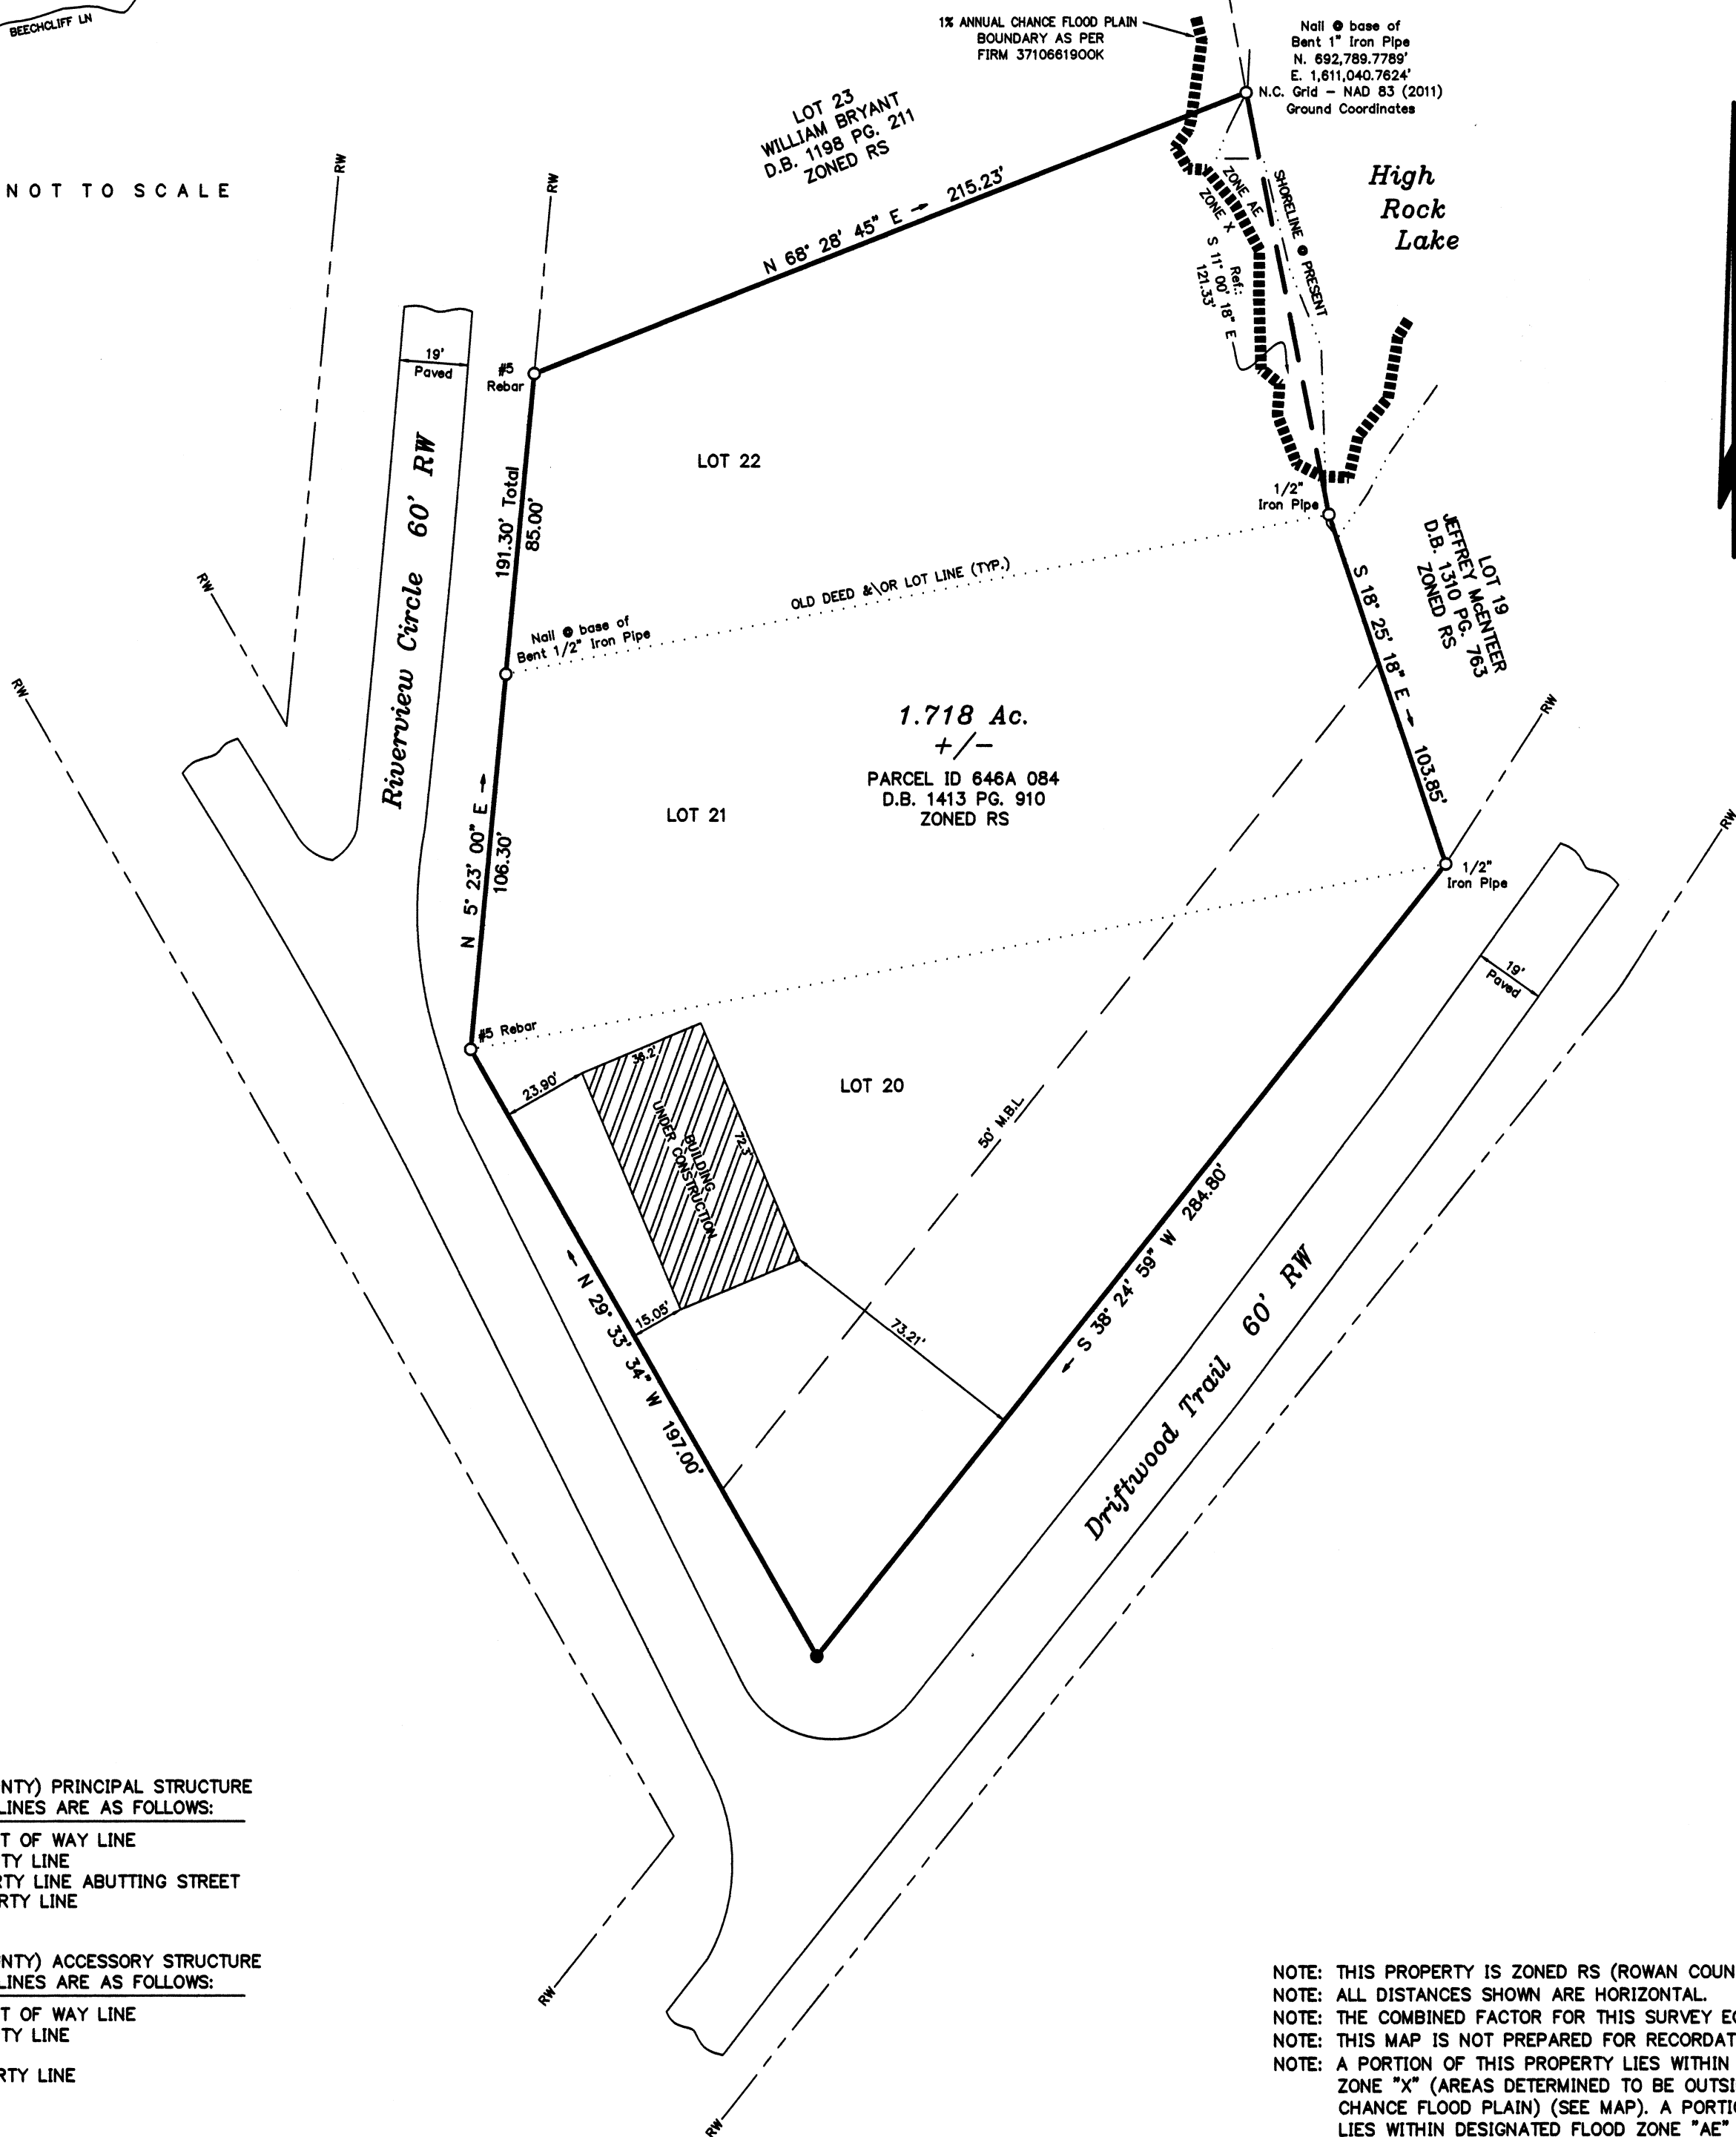 BEECHCLIFF LN
NOT TO SCALE
1% ANNUAL CHANCE FLOOD PLAIN
BOUNDARY AS PER
FIRM 3710661900K
Nail @ base of
Bent 1" Iron Pipe
N. 692,789.7789'
E. 1,611,040.7624'
N.C. Grid – NAD 83 (2011)
Ground Coordinates
LOT 23
WILLIAM BRYANT
D.B. 1198 PG. 211
ZONED RS
RW
RW
N 68° 28' 45" E
215.23'
High
Rock
Lake
ZONE AE
ZONE X
SHORELINE @ PRESENT
Ref.:
S 11° 00' 18" E
121.33'
19'
Paved
#5
Rebar
Riverview Circle 60' RW
191.30' Total
85.00'
LOT 22
1/2"
Iron Pipe
OLD DEED &\OR LOT LINE (TYP.)
Nail @ base of
Bent 1/2" Iron Pipe
LOT 19
JEFFREY McENTEER
D.B. 1310 PG. 763
ZONED RS
S 18° 25' 18" E
103.85'
RW
RW
RW
RW
1.718 Ac.
+/-
PARCEL ID 646A 084
D.B. 1413 PG. 910
ZONED RS
LOT 21
N 5° 23' 00" E
106.30'
1/2"
Iron Pipe
19'
Paved
#5 Rebar
36.2'
23.90'
BUILDING
UNDER CONSTRUCTION
72.3'
LOT 20
50' M.B.L.
15.05'
73.21'
N 29° 33' 34" W 197.00'
S 38° 24' 59" W 284.80'
Driftwood Trail 60' RW
RW
RW
NTY) PRINCIPAL STRUCTURE
LINES ARE AS FOLLOWS:
T OF WAY LINE
TY LINE
RTY LINE ABUTTING STREET
RTY LINE
NTY) ACCESSORY STRUCTURE
LINES ARE AS FOLLOWS:
T OF WAY LINE
TY LINE
RTY LINE
NOTE: THIS PROPERTY IS ZONED RS (ROWAN COUN
NOTE: ALL DISTANCES SHOWN ARE HORIZONTAL.
NOTE: THE COMBINED FACTOR FOR THIS SURVEY E
NOTE: THIS MAP IS NOT PREPARED FOR RECORDAT
NOTE: A PORTION OF THIS PROPERTY LIES WITHIN
ZONE "X" (AREAS DETERMINED TO BE OUTSI
CHANCE FLOOD PLAIN) (SEE MAP). A PORTI
LIES WITHIN DESIGNATED FLOOD ZONE "AE"